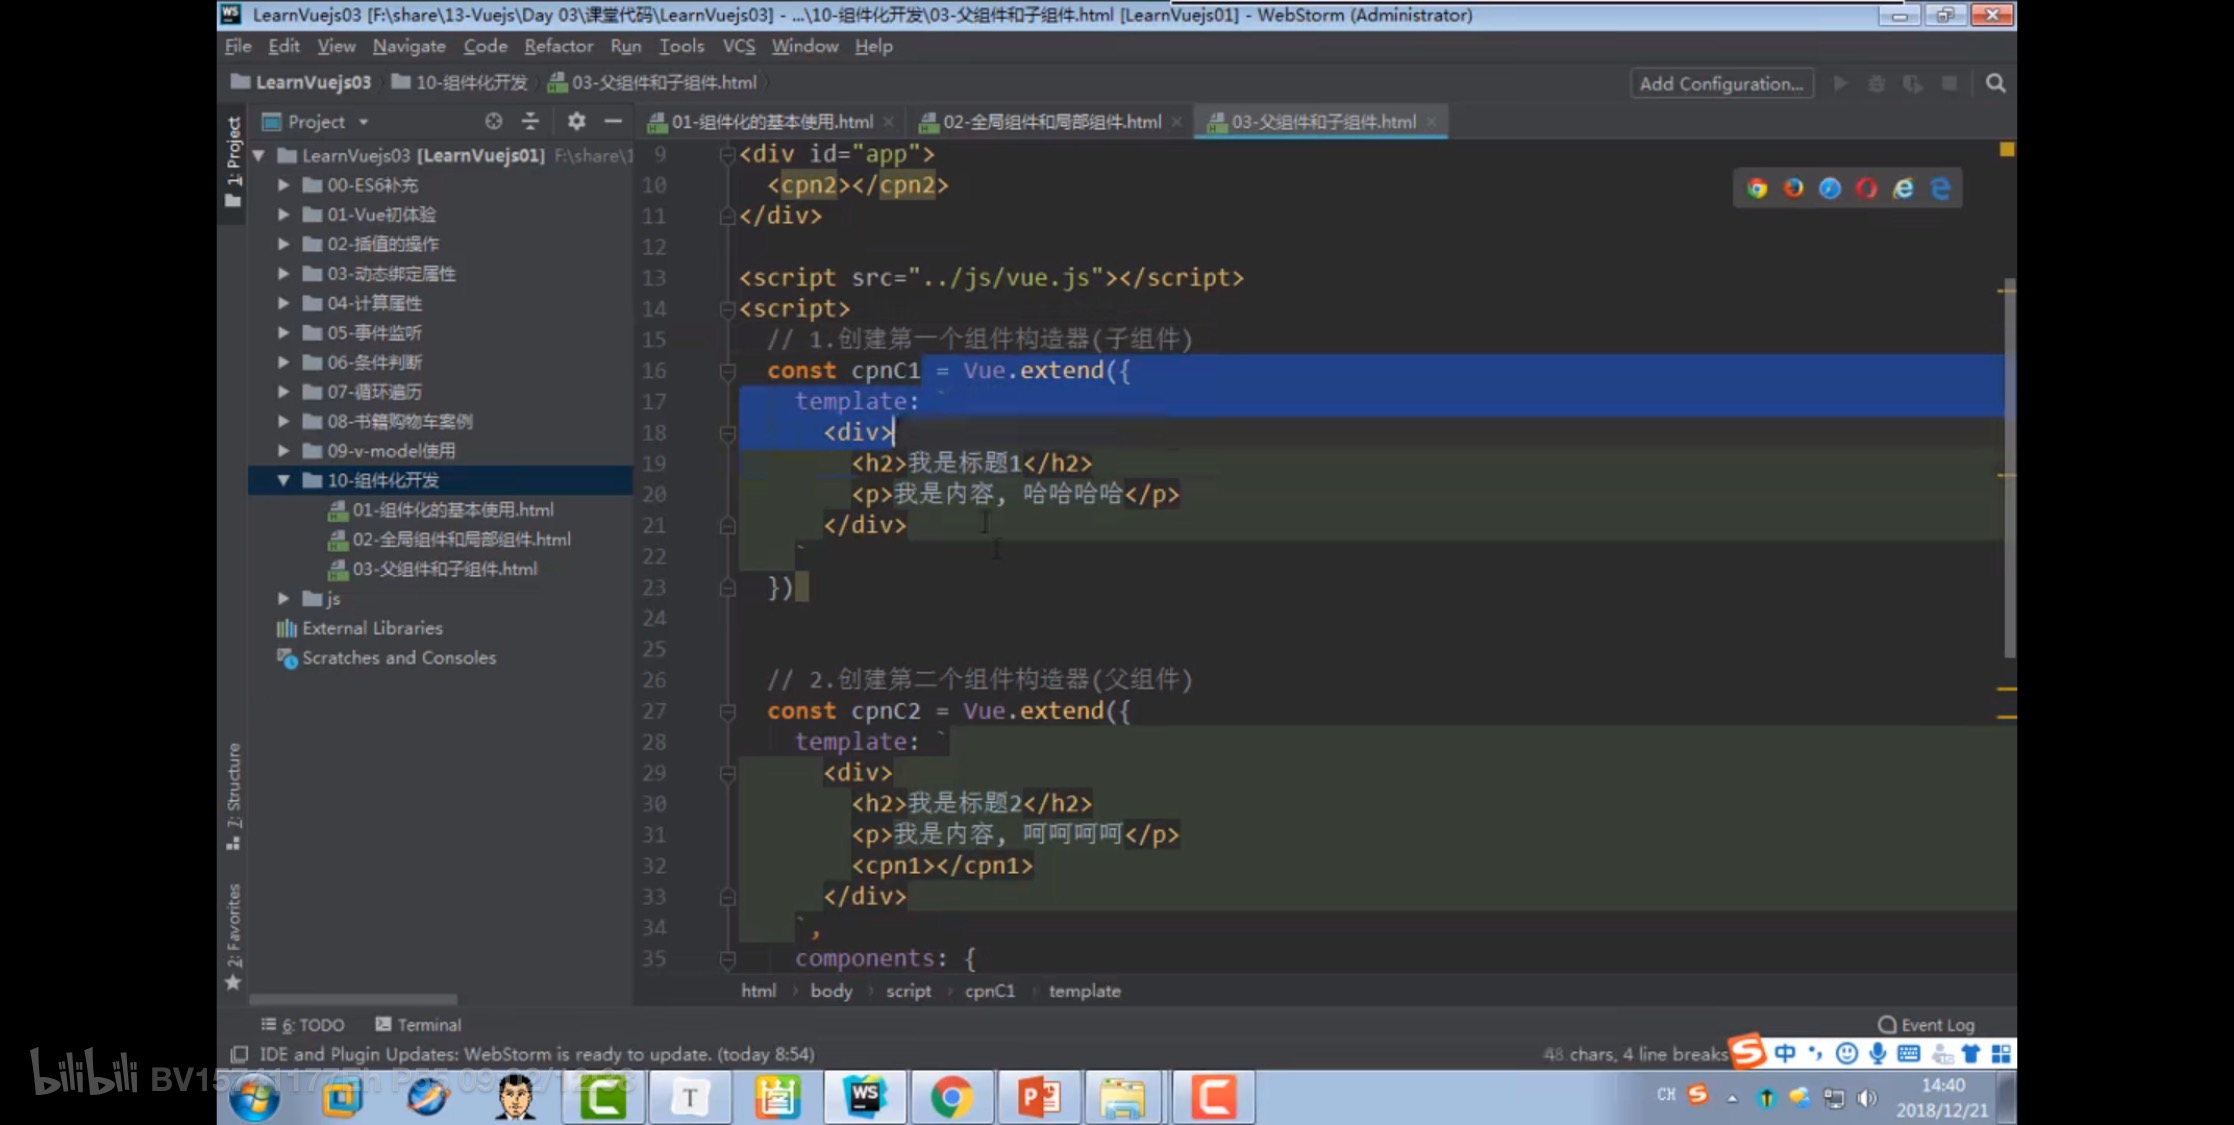 LearnVuejs03 [F:\share\13-Vuejs\Day 03\课堂代码\LearnVuejs03] - ...\10-组件化开发\03-父组件和子组件.html [LearnVuejs01] - WebStorm (Administrator)
File Edit View Navigate Code Refactor Run Tools VCS Window Help
LearnVuejs03 10-组件化开发 03-父组件和子组件.html Add Configuration...
Project 01-组件化的基本使用.html 02-全局组件和局部组件.html 03-父组件和子组件.html
1: Project
LearnVuejs03 [LearnVuejs01] F:\share\1
00-ES6补充
01-Vue初体验
02-插值的操作
03-动态绑定属性
04-计算属性
05-事件监听
06-条件判断
07-循环遍历
08-书籍购物车案例
09-v-model使用
10-组件化开发
01-组件化的基本使用.html
02-全局组件和局部组件.html
03-父组件和子组件.html
js
External Libraries
Scratches and Consoles
7: Structure
2: Favorites
9 <div id="app">
10 <cpn2></cpn2>
11 </div>
12
13 <script src="../js/vue.js"></script>
14 <script>
15 // 1.创建第一个组件构造器(子组件)
16 const cpnC1 = Vue.extend({
17 template: `
18 <div>
19 <h2>我是标题1</h2>
20 <p>我是内容, 哈哈哈哈</p>
21 </div>
22 `
23 })
24
25
26 // 2.创建第二个组件构造器(父组件)
27 const cpnC2 = Vue.extend({
28 template: `
29 <div>
30 <h2>我是标题2</h2>
31 <p>我是内容, 呵呵呵呵</p>
32 <cpn1></cpn1>
33 </div>
34 `,
35 components: {
html body script cpnC1 template
6: TODO Terminal Event Log
IDE and Plugin Updates: WebStorm is ready to update. (today 8:54) 48 chars, 4 line breaks 中
bilibili
CH 14:40
2018/12/21